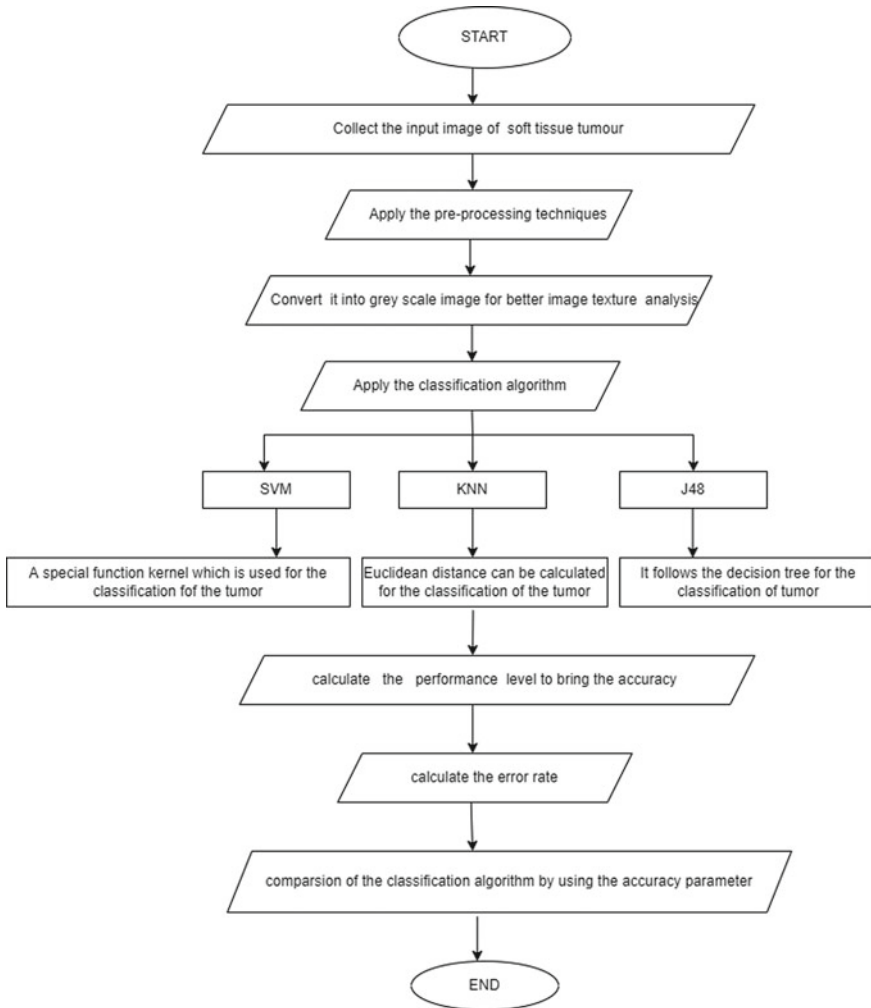 START
Collect the input image of soft tissue tumour
Apply the pre-processing techniques
Convert it into grey scale image for better image texture analysis
Apply the classification algorithm
SVM
KNN
J48
A special function kernel which is used for the
classification fof the tumor
Euclidean distance can be calculated
for the classification of the tumor
It follows the decision tree for the
classification of tumor
calculate the performance level to bring the accuracy
calculate the error rate
comparsion of the classification algorithm by using the accuracy parameter
END